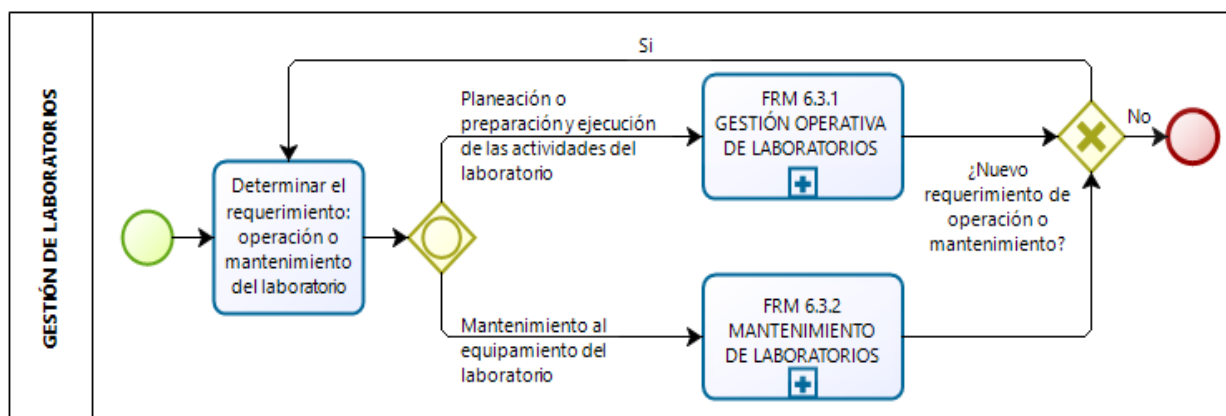 GESTIÓN DE LABORATORIOS
Si
Determinar el
requerimiento:
operación o
mantenimiento
del laboratorio
Planeación o
preparación y ejecución
de las actividades del
laboratorio
FRM 6.3.1
GESTIÓN OPERATIVA
DE LABORATORIOS
No
¿Nuevo
requerimiento de
operación o
mantenimiento?
Mantenimiento al
equipamiento del
laboratorio
FRM 6.3.2
MANTENIMIENTO
DE LABORATORIOS